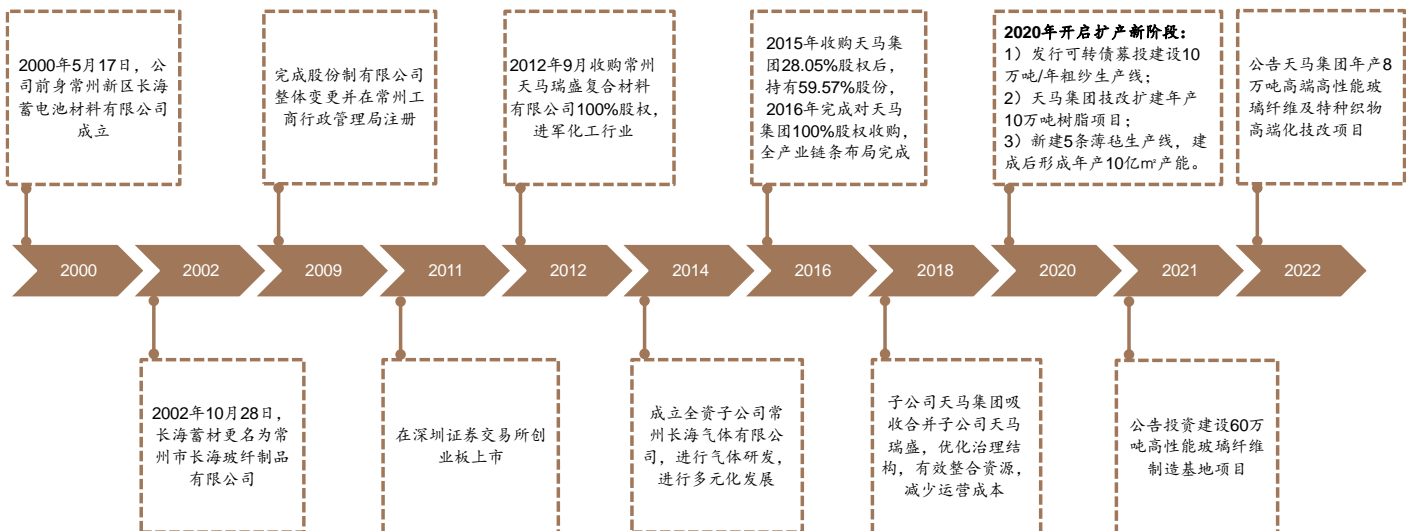 2000年5月17日，公
司前身常州新区长海
蓄电池材料有限公司
成立
完成股份制有限公司
整体变更并在常州工
商行政管理局注册
2012年9月收购常州
天马瑞盛复合材料
有限公司100%股权，
进军化工行业
2015年收购天马集
团28.05%股权后，
持有59.57%股份，
2016年完成对天马
集团100%股权收购，
全产业链条布局完成
2020年开启扩产新阶段：
1）发行可转债募投建设10
万吨/年粗纱生产线；
2）天马集团技改扩建年产
10万吨树脂项目；
3）新建5条薄毡生产线，建
成后形成年产10亿㎡产能。
公告天马集团年产8
万吨高端高性能玻
璃纤维及特种织物
高端化技改项目
2000
2002
2009
2011
2012
2014
2016
2018
2020
2021
2022
2002年10月28日，
长海蓄材更名为常
州市长海玻纤制品
有限公司
在深圳证券交易所创
业板上市
成立全资子公司常
州长海气体有限公
司，进行气体研发，
进行多元化发展
子公司天马集团吸
收合并子公司天马
瑞盛，优化治理结
构，有效整合资源，
减少运营成本
公告投资建设60万
吨高性能玻璃纤维
制造基地项目